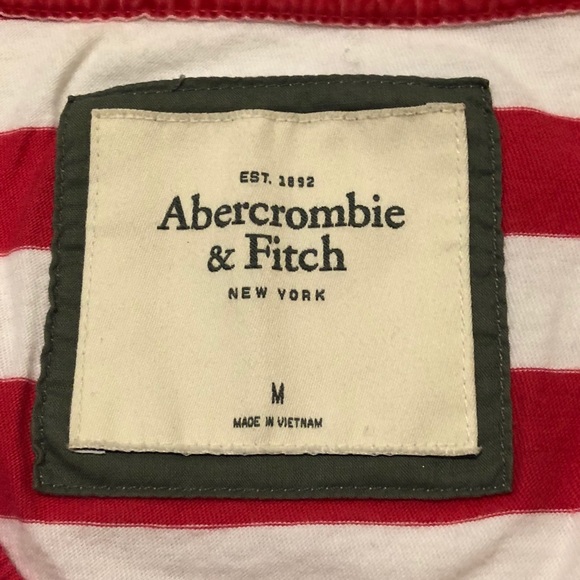 EST. 1892
Abercrombie
& Fitch
NEW YORK
M
MADE IN VIETNAM